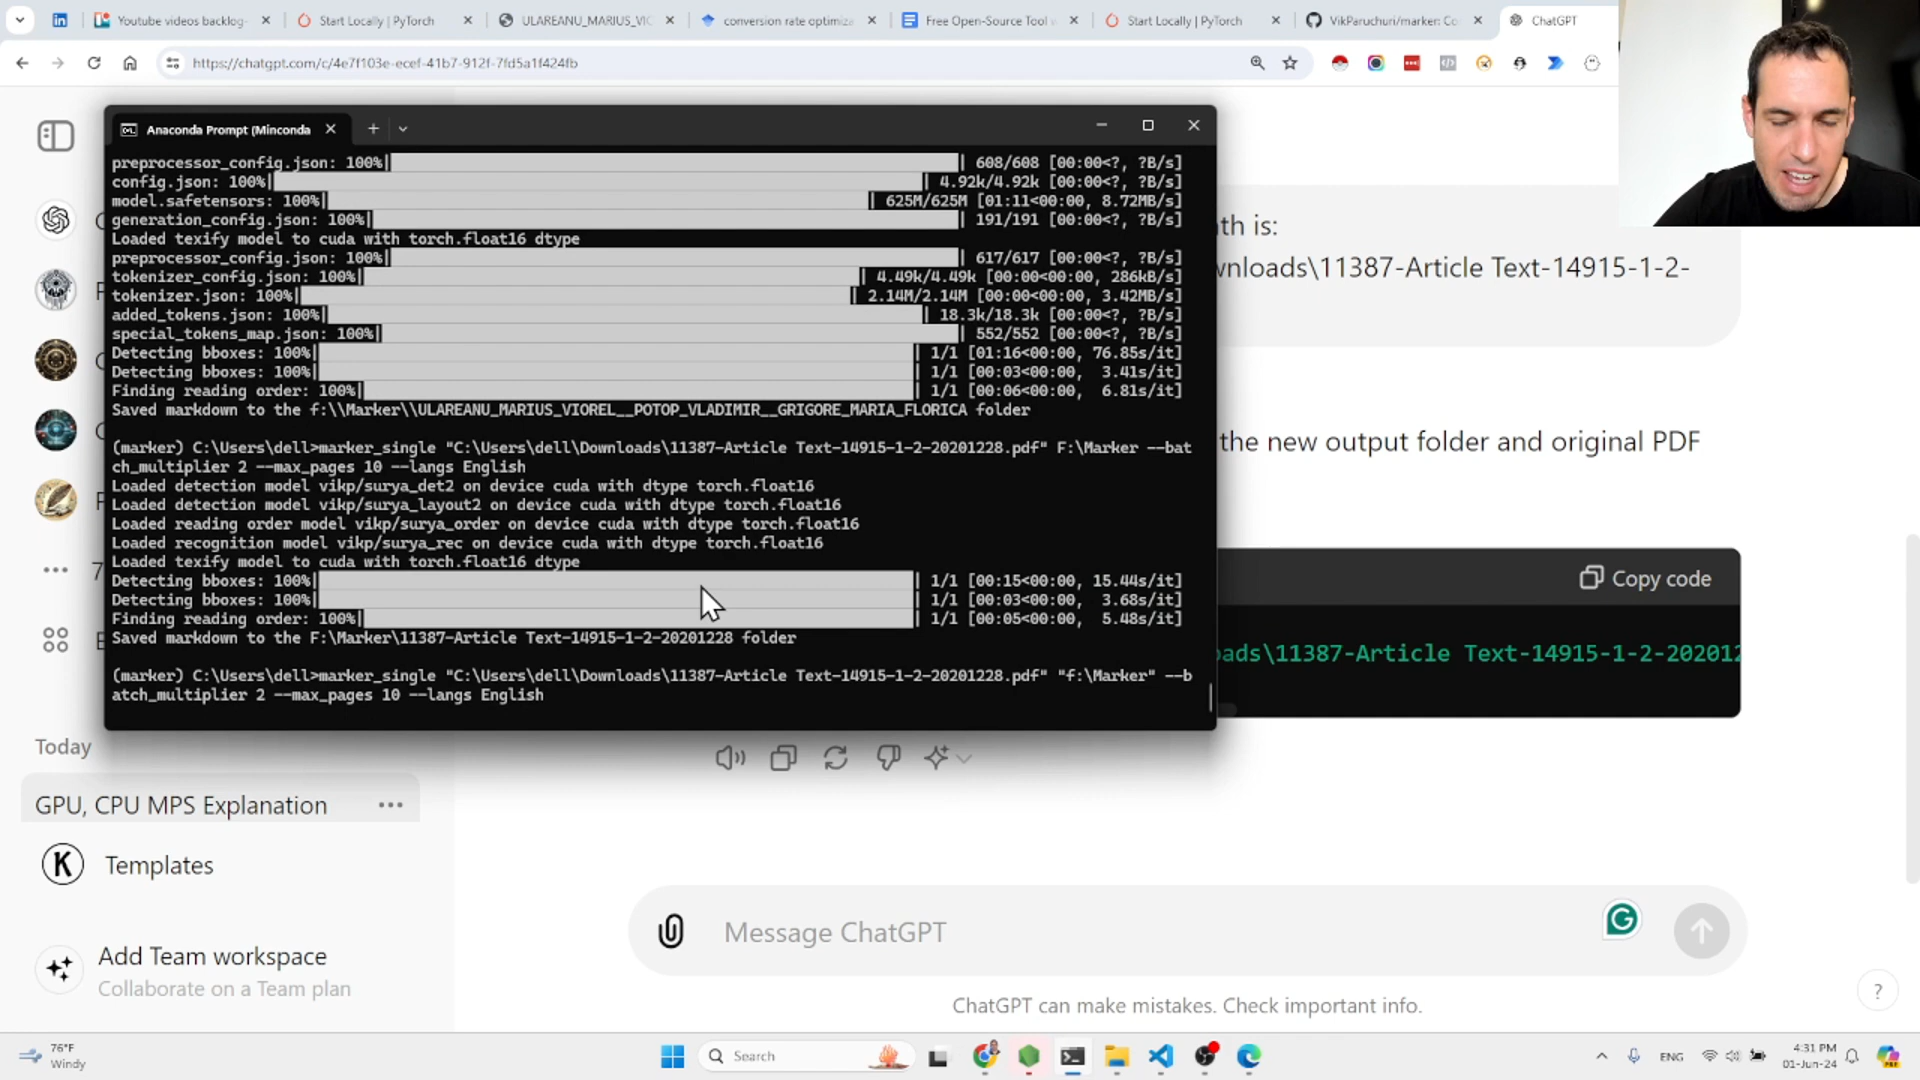 Youtube videos backlog-
Start Locally | PyTorch
ULAREANU_MARIUS_VIC
conversion rate optimiza
Free Open-Source Tool w
Start Locally | PyTorch
VikParuchuri/marker: Co
ChatGPT
https://chatgpt.com/c/4e7f103e-ecef-41b7-912f-7fd5a1f424fb
Anaconda Prompt (Minconda
preprocessor_config.json: 100%| | 608/608 [00:00<?, ?B/s]
config.json: 100%| | 4.92k/4.92k [00:00<?, ?B/s]
model.safetensors: 100%| | 625M/625M [01:11<00:00, 8.72MB/s]
generation_config.json: 100%| | 191/191 [00:00<?, ?B/s]
Loaded texify model to cuda with torch.float16 dtype
preprocessor_config.json: 100%| | 617/617 [00:00<?, ?B/s]
tokenizer_config.json: 100%| | 4.49k/4.49k [00:00<00:00, 286kB/s]
tokenizer.json: 100%| | 2.14M/2.14M [00:00<00:00, 3.42MB/s]
added_tokens.json: 100%| | 18.3k/18.3k [00:00<?, ?B/s]
special_tokens_map.json: 100%| | 552/552 [00:00<?, ?B/s]
Detecting bboxes: 100%| | 1/1 [01:16<00:00, 76.85s/it]
Detecting bboxes: 100%| | 1/1 [00:03<00:00, 3.41s/it]
Finding reading order: 100%| | 1/1 [00:06<00:00, 6.81s/it]
Saved markdown to the f:\\Marker\\ULAREANU_MARIUS_VIOREL__POTOP_VLADIMIR__GRIGORE_MARIA_FLORICA folder
(marker) C:\Users\dell>marker_single "C:\Users\dell\Downloads\11387-Article Text-14915-1-2-20201228.pdf" F:\Marker --bat
ch_multiplier 2 --max_pages 10 --langs English
Loaded detection model vikp/surya_det2 on device cuda with dtype torch.float16
Loaded detection model vikp/surya_layout2 on device cuda with dtype torch.float16
Loaded reading order model vikp/surya_order on device cuda with dtype torch.float16
Loaded recognition model vikp/surya_rec on device cuda with dtype torch.float16
Loaded texify model to cuda with torch.float16 dtype
Detecting bboxes: 100%| | 1/1 [00:15<00:00, 15.44s/it]
Detecting bboxes: 100%| | 1/1 [00:03<00:00, 3.68s/it]
Finding reading order: 100%| | 1/1 [00:05<00:00, 5.48s/it]
Saved markdown to the F:\Marker\11387-Article Text-14915-1-2-20201228 folder
(marker) C:\Users\dell>marker_single "C:\Users\dell\Downloads\11387-Article Text-14915-1-2-20201228.pdf" "f:\Marker" --b
atch_multiplier 2 --max_pages 10 --langs English
th is:
wnloads\11387-Article Text-14915-1-2-
the new output folder and original PDF
Copy code
ads\11387-Article Text-14915-1-2-202012
7
Today
GPU, CPU MPS Explanation
K Templates
Add Team workspace
Collaborate on a Team plan
Message ChatGPT
ChatGPT can make mistakes. Check important info.
?
76°F
Windy
Search
ENG
4:31 PM
01-Jun-24